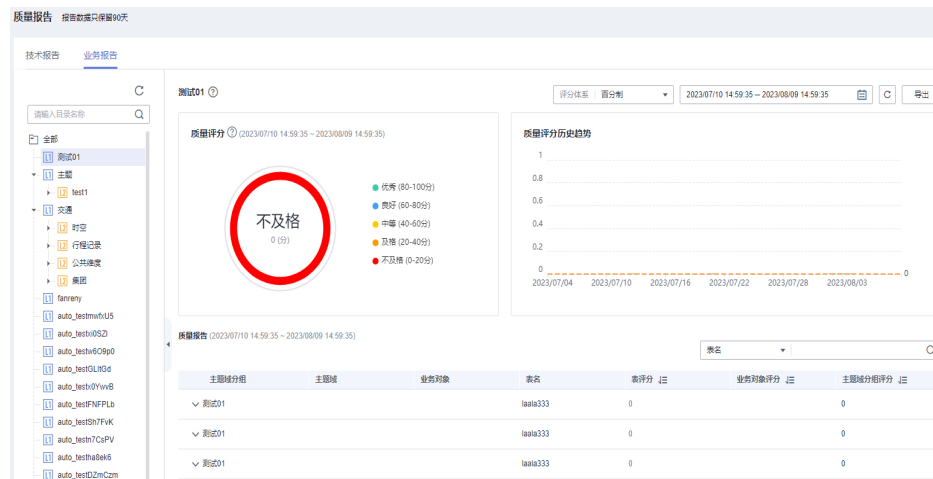 质量报告 报告数据只保留90天
技术报告 业务报告
请输入目录名称
全部
L1 测试01
L1 主题
L2 test1
L1 交通
L2 时空
L2 行程记录
L2 公共维度
L2 集团
L1 fanreny
L1 auto_testmwfxU5
L1 auto_testxi0SZl
L1 auto_testw6O9p0
L1 auto_testGLltGd
L1 auto_testx0YwvB
L1 auto_testFNFPLb
L1 auto_testSh7FvK
L1 auto_testn7CsPV
L1 auto_testha8ek6
L1 auto_testDZmCzm
测试01
评分体系 百分制 2023/07/10 14:59:35 – 2023/08/09 14:59:35 导出
质量评分 (2023/07/10 14:59:35 ~ 2023/08/09 14:59:35)
不及格
0 (分)
优秀 (80-100分)
良好 (60-80分)
中等 (40-60分)
及格 (20-40分)
不及格 (0-20分)
质量评分历史趋势
1
0.8
0.6
0.4
0.2
0
0
2023/07/04 2023/07/10 2023/07/16 2023/07/22 2023/07/28 2023/08/03
质量报告 (2023/07/10 14:59:35 ~ 2023/08/09 14:59:35)
表名
主题域分组 主题域 业务对象 表名 表评分 业务对象评分 主题域分组评分
测试01 laala333 0 0
测试01 laala333 0 0
测试01 laala333 0 0